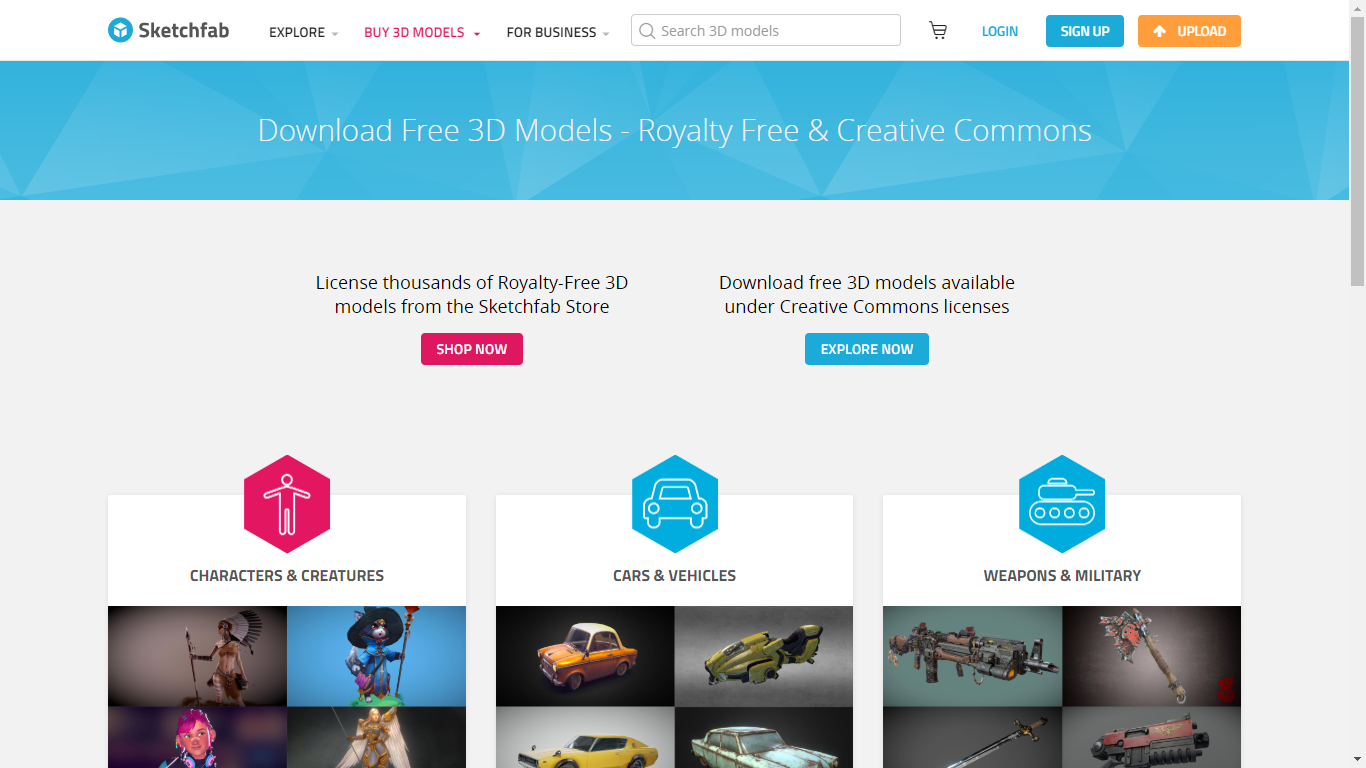 Sketchfab
EXPLORE
BUY 3D MODELS
FOR BUSINESS
Search 3D models
LOGIN
SIGN UP
UPLOAD
Download Free 3D Models - Royalty Free & Creative Commons
License thousands of Royalty-Free 3D
models from the Sketchfab Store
SHOP NOW
Download free 3D models available
under Creative Commons licenses
EXPLORE NOW
CHARACTERS & CREATURES
CARS & VEHICLES
WEAPONS & MILITARY